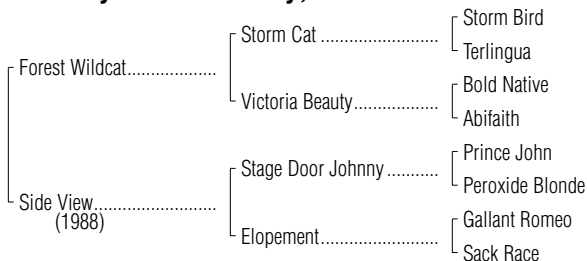 Storm Bird
Storm Cat ........................
Terlingua
Forest Wildcat..................
Bold Native
Victoria Beauty.................
Abifaith
Prince John
Stage Door Johnny ...........
Peroxide Blonde
Side View........................
(1988)
Gallant Romeo
Elopement........................
Sack Race